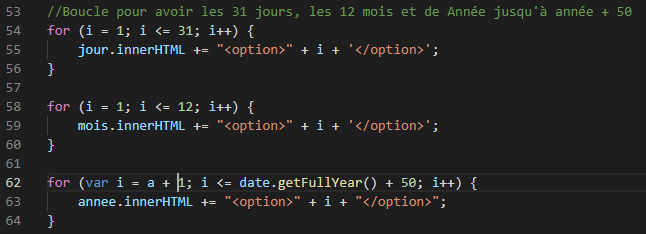 53 //Boucle pour avoir les 31 jours, les 12 mois et de Année jusqu'à année + 50
54 for (i = 1; i <= 31; i++) {
55     jour.innerHTML += "<option>" + i + '</option>';
56 }
57
58 for (i = 1; i <= 12; i++) {
59     mois.innerHTML += "<option>" + i + '</option>';
60 }
61
62 for (var i = a + 1; i <= date.getFullYear() + 50; i++) {
63     annee.innerHTML += "<option>" + i + "</option>";
64 }